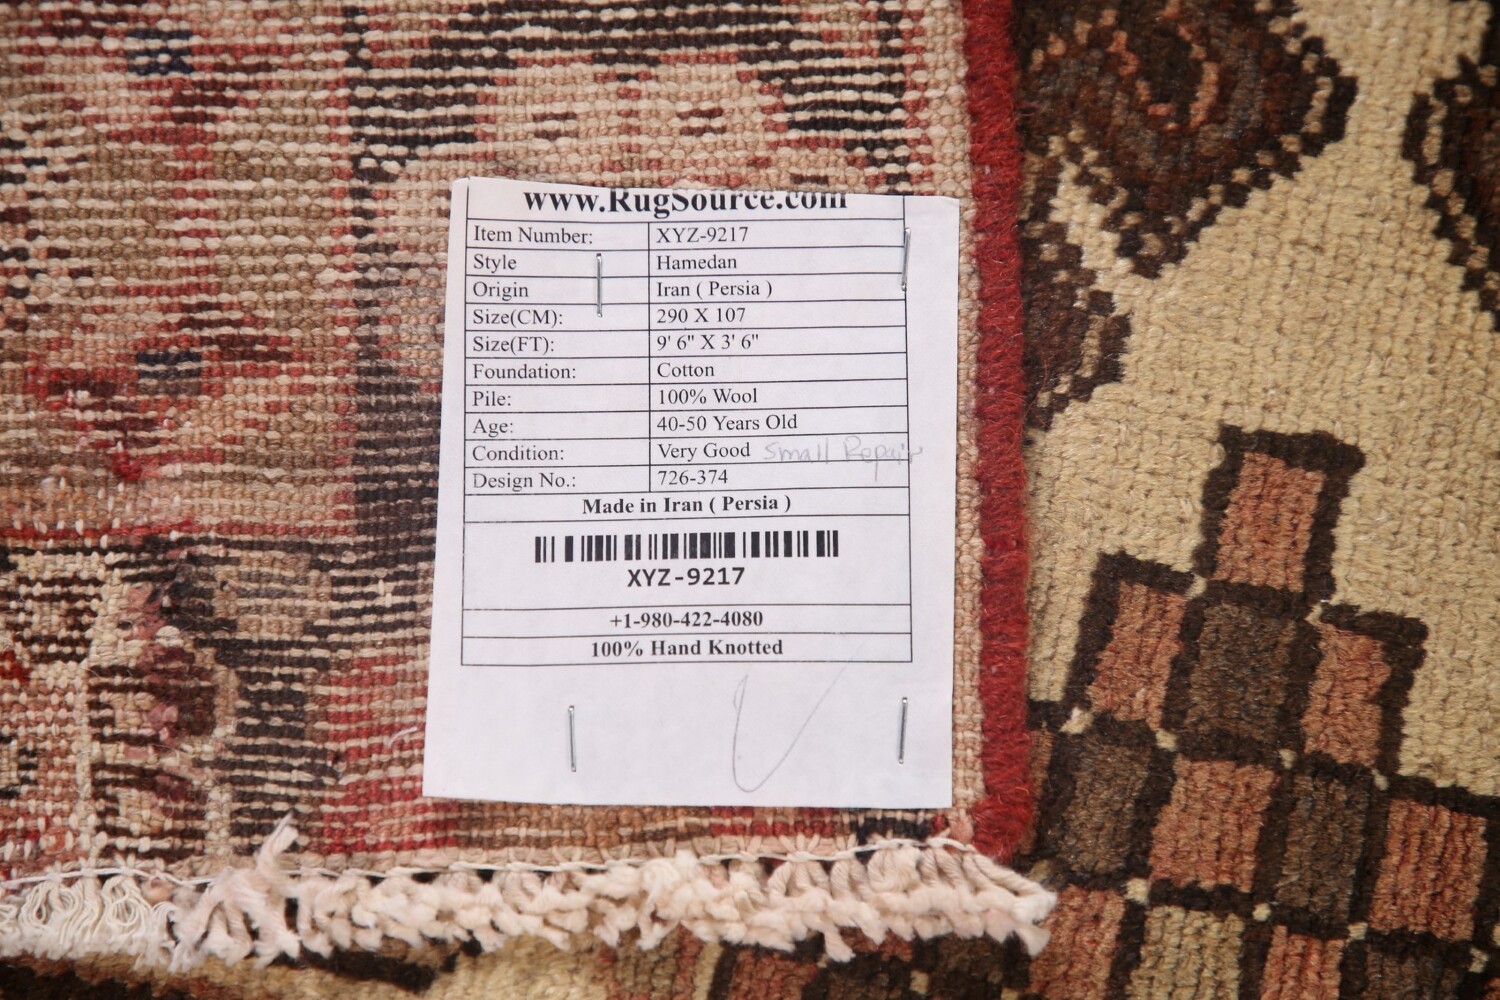 www.RugSource.com
Item Number: XYZ-9217
Style Hamedan
Origin Iran ( Persia )
Size(CM): 290 X 107
Size(FT): 9' 6" X 3' 6"
Foundation: Cotton
Pile: 100% Wool
Age: 40-50 Years Old
Condition: Very Good Small Repair
Design No.: 726-374
Made in Iran ( Persia )
XYZ-9217
+1-980-422-4080
100% Hand Knotted